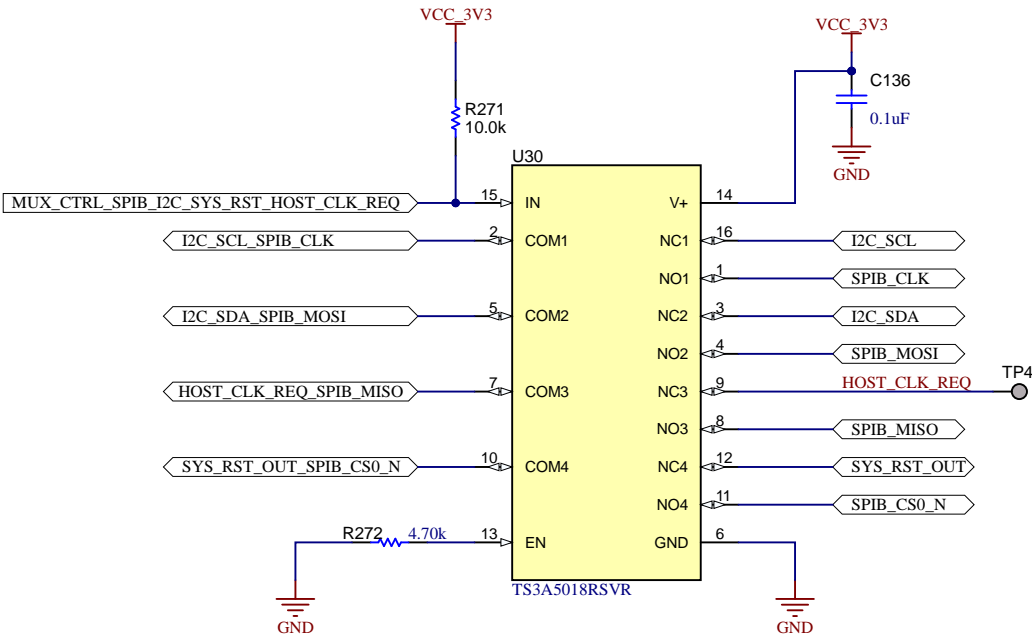 VCC_3V3
VCC_3V3
R271
10.0k
C136
0.1uF
GND
U30
MUX_CTRL_SPIB_I2C_SYS_RST_HOST_CLK_REQ 15 IN V+ 14
I2C_SCL_SPIB_CLK 2 COM1 NC1 16 I2C_SCL
NO1 1 SPIB_CLK
I2C_SDA_SPIB_MOSI 5 COM2 NC2 3 I2C_SDA
NO2 4 SPIB_MOSI
HOST_CLK_REQ_SPIB_MISO 7 COM3 NC3 9 HOST_CLK_REQ TP4
NO3 8 SPIB_MISO
SYS_RST_OUT_SPIB_CS0_N 10 COM4 NC4 12 SYS_RST_OUT
NO4 11 SPIB_CS0_N
R272 4.70k 13 EN GND 6
TS3A5018RSVR
GND
GND